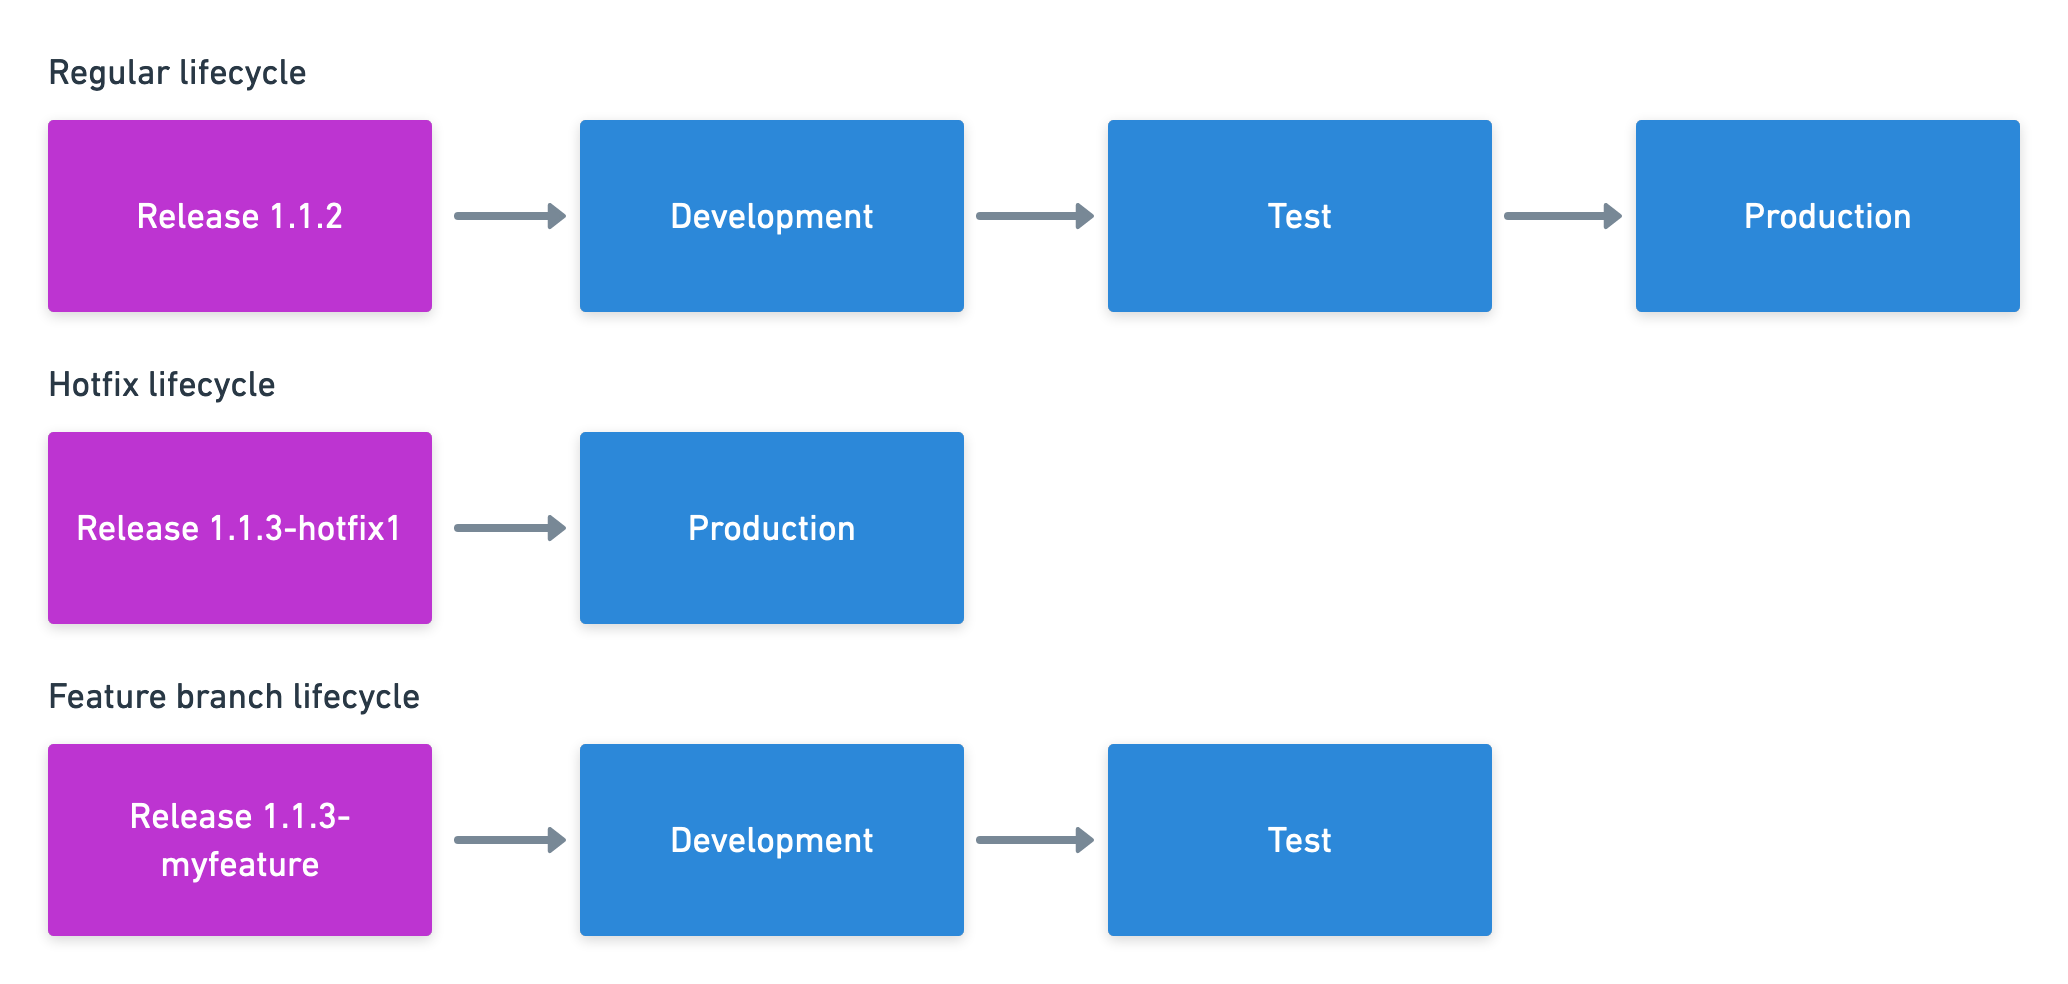 Regular lifecycle
Release 1.1.2
Development
Test
Production
Hotfix lifecycle
Release 1.1.3-hotfix1
Production
Feature branch lifecycle
Release 1.1.3-
myfeature
Development
Test